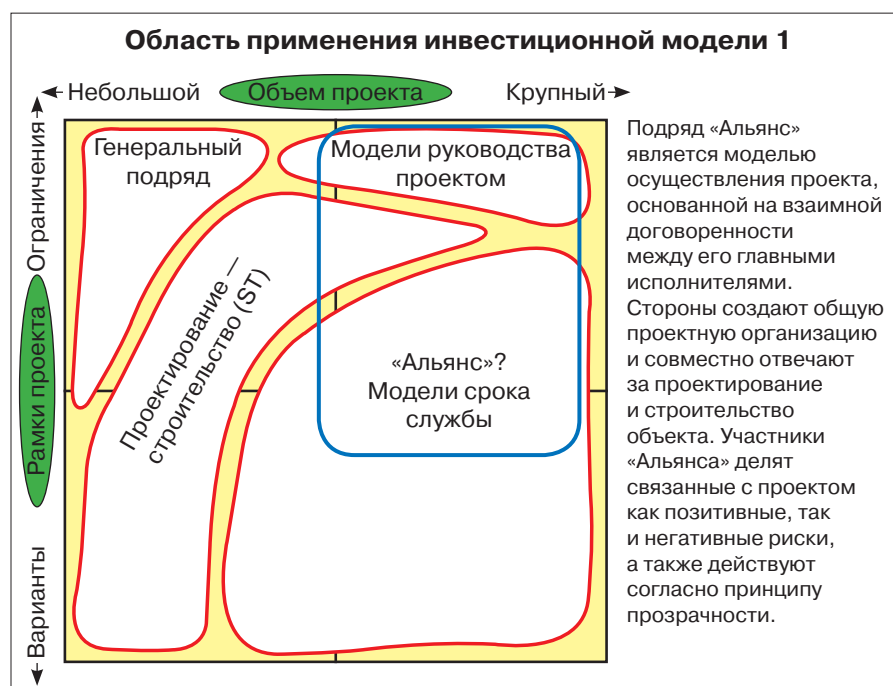 Область применения инвестиционной модели 1
Небольшой
Объем проекта
Крупный
Ограничения
Рамки проекта
Варианты
Генеральный
подряд
Модели руководства
проектом
Проектирование —
строительство (ST)
«Альянс»?
Модели срока
службы
Подряд «Альянс»
является моделью
осуществления проекта,
основанной на взаимной
договоренности
между его главными
исполнителями.
Стороны создают общую
проектную организацию
и совместно отвечают
за проектирование
и строительство
объекта. Участники
«Альянса» делят
связанные с проектом
как позитивные, так
и негативные риски,
а также действуют
согласно принципу
прозрачности.